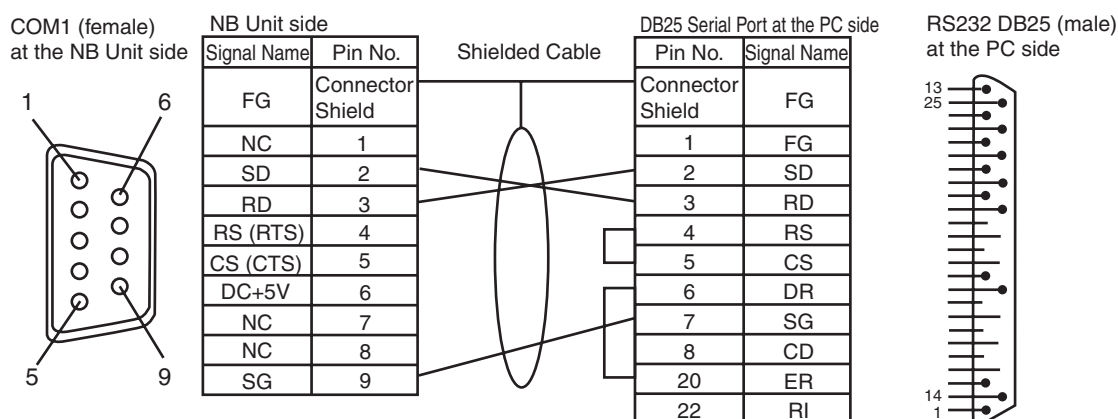 COM1 (female)
at the NB Unit side
1
6
5
9
NB Unit side
Signal Name Pin No.
FG Connector Shield
NC 1
SD 2
RD 3
RS (RTS) 4
CS (CTS) 5
DC+5V 6
NC 7
NC 8
SG 9
Shielded Cable
DB25 Serial Port at the PC side
Pin No. Signal Name
Connector Shield FG
1 FG
2 SD
3 RD
4 RS
5 CS
6 DR
7 SG
8 CD
20 ER
22 RI
RS232 DB25 (male)
at the PC side
13
25
14
1